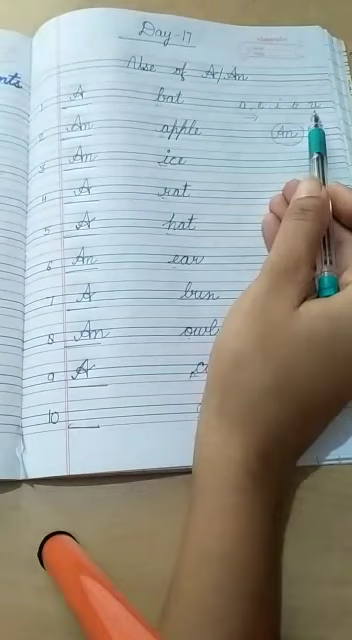 Day-17
Use of A/An
1 A bat a, e, i, o, u
2 An apple An
3 An ice
4 A rat
5 A hat
6 An ear
7 A bun
8 An owl
9 A
10